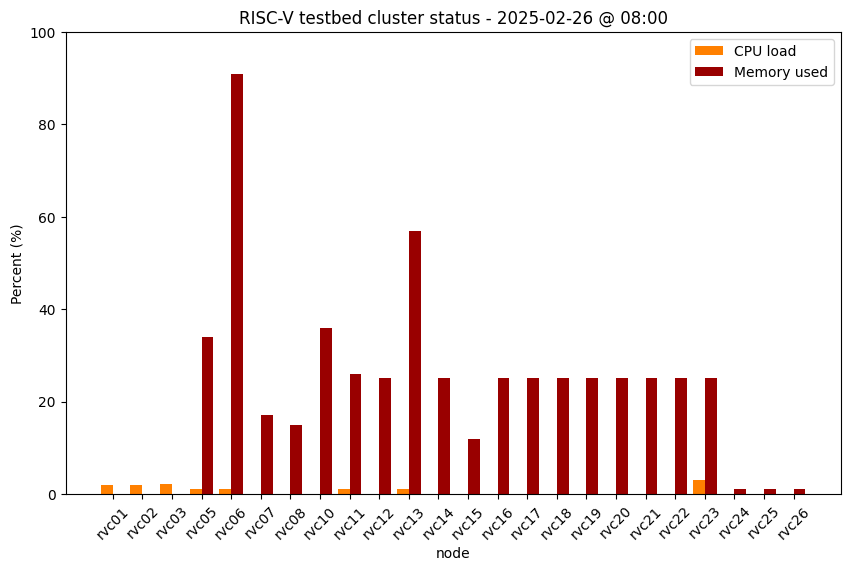 RISC-V testbed cluster status - 2025-02-26 @ 08:00
CPU load
Memory used
100
80
60
40
20
0
Percent (%)
rvc01 rvc02 rvc03 rvc05 rvc06 rvc07 rvc08 rvc10 rvc11 rvc12 rvc13 rvc14 rvc15 rvc16 rvc17 rvc18 rvc19 rvc20 rvc21 rvc22 rvc23 rvc24 rvc25 rvc26
node